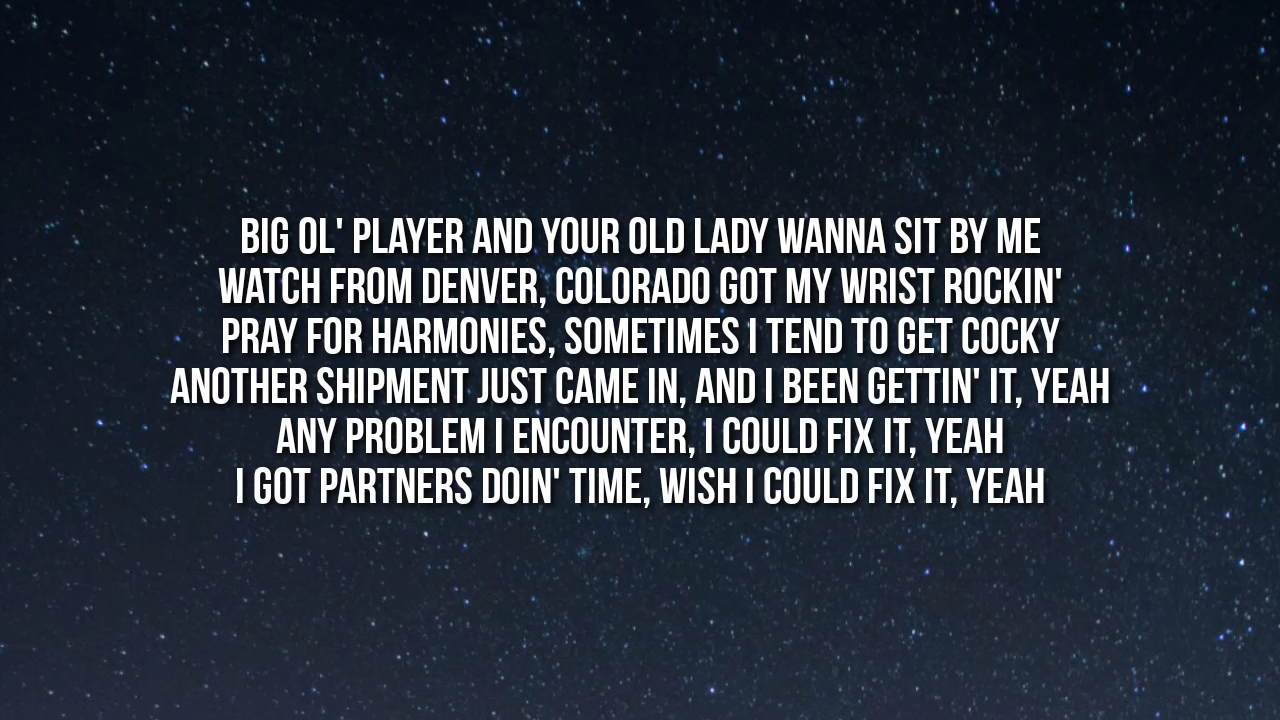 BIG OL' PLAYER AND YOUR OLD LADY WANNA SIT BY ME
WATCH FROM DENVER, COLORADO GOT MY WRIST ROCKIN'
PRAY FOR HARMONIES, SOMETIMES I TEND TO GET COCKY
ANOTHER SHIPMENT JUST CAME IN, AND I BEEN GETTIN' IT, YEAH
ANY PROBLEM I ENCOUNTER, I COULD FIX IT, YEAH
I GOT PARTNERS DOIN' TIME, WISH I COULD FIX IT, YEAH